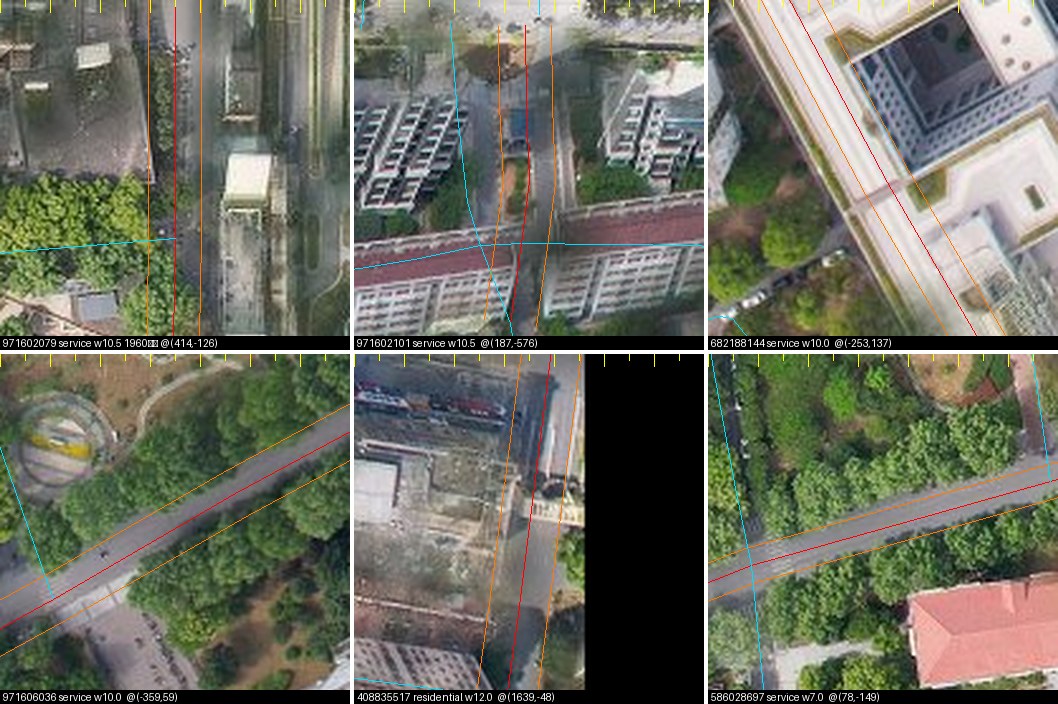 971602079 service w10.5 1960 @(414,-126)
971602101 service w10.5 @(187,-576)
682188144 service w10.0 @(-253,137)
971606036 service w10.0 @(-359,59)
408835517 residential w12.0 @(1639,-48)
586028697 service w7.0 @(78,-149)